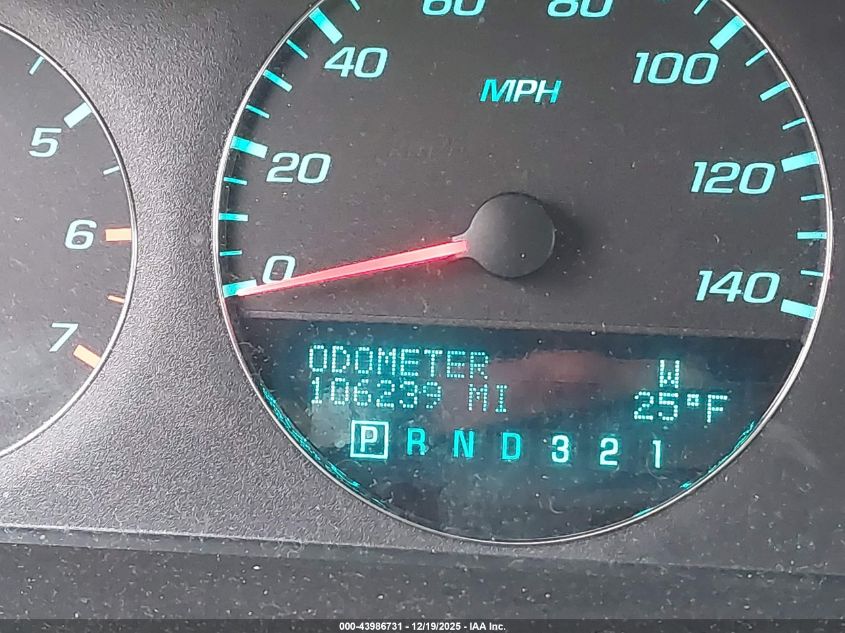 60 80
40 100
MPH
5 20 120
6 0 140
7
ODOMETER W
106239 MI 25°F
P R N D 3 2 1
000-43986731 - 12/19/2025 - IAA Inc.